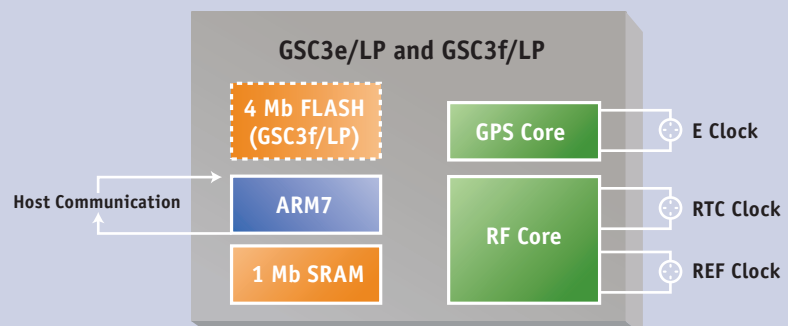 GSC3e/LP and GSC3f/LP
4 Mb FLASH
(GSC3f/LP)
GPS Core
E Clock
Host Communication
ARM7
RTC Clock
RF Core
1 Mb SRAM
REF Clock